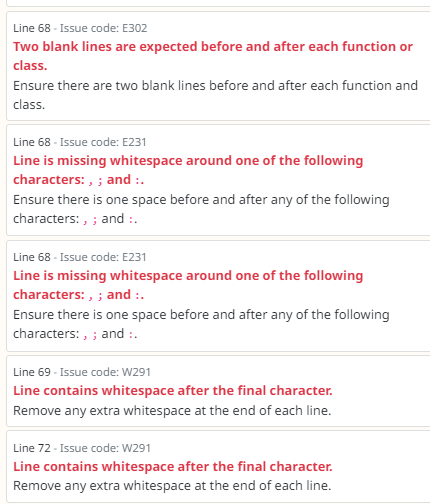 Line 68 - Issue code: E302
Two blank lines are expected before and after each function or
class.
Ensure there are two blank lines before and after each function and
class.
Line 68 - Issue code: E231
Line is missing whitespace around one of the following
characters: , ; and :.
Ensure there is one space before and after any of the following
characters: , ; and :.
Line 68 - Issue code: E231
Line is missing whitespace around one of the following
characters: , ; and :.
Ensure there is one space before and after any of the following
characters: , ; and :.
Line 69 - Issue code: W291
Line contains whitespace after the final character.
Remove any extra whitespace at the end of each line.
Line 72 - Issue code: W291
Line contains whitespace after the final character.
Remove any extra whitespace at the end of each line.